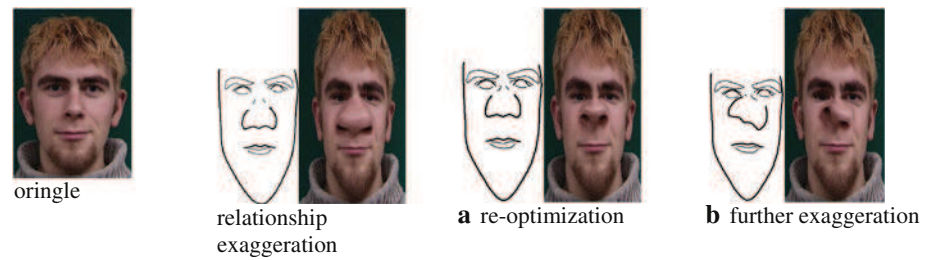 oringle
relationship
exaggeration
a re-optimization
b further exaggeration